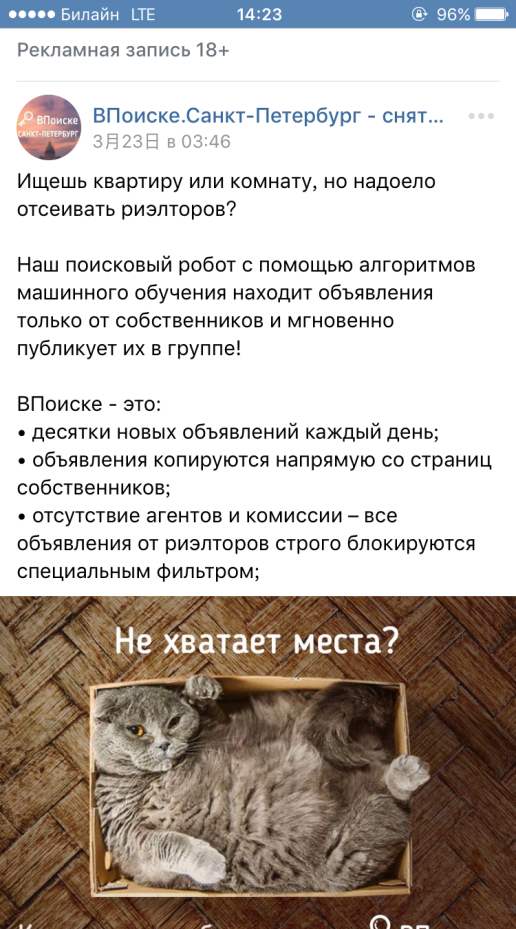 Билайн LTE 14:23 96%
Рекламная запись 18+
ВПоиске
САНКТ-ПЕТЕРБУРГ
ВПоиске.Санкт-Петербург - снят...
3月23日 в 03:46
Ищешь квартиру или комнату, но надоело
отсеивать риэлторов?
Наш поисковый робот с помощью алгоритмов
машинного обучения находит объявления
только от собственников и мгновенно
публикует их в группе!
ВПоиске - это:
• десятки новых объявлений каждый день;
• объявления копируются напрямую со страниц
собственников;
• отсутствие агентов и комиссии – все
объявления от риэлторов строго блокируются
специальным фильтром;
Не хватает места?